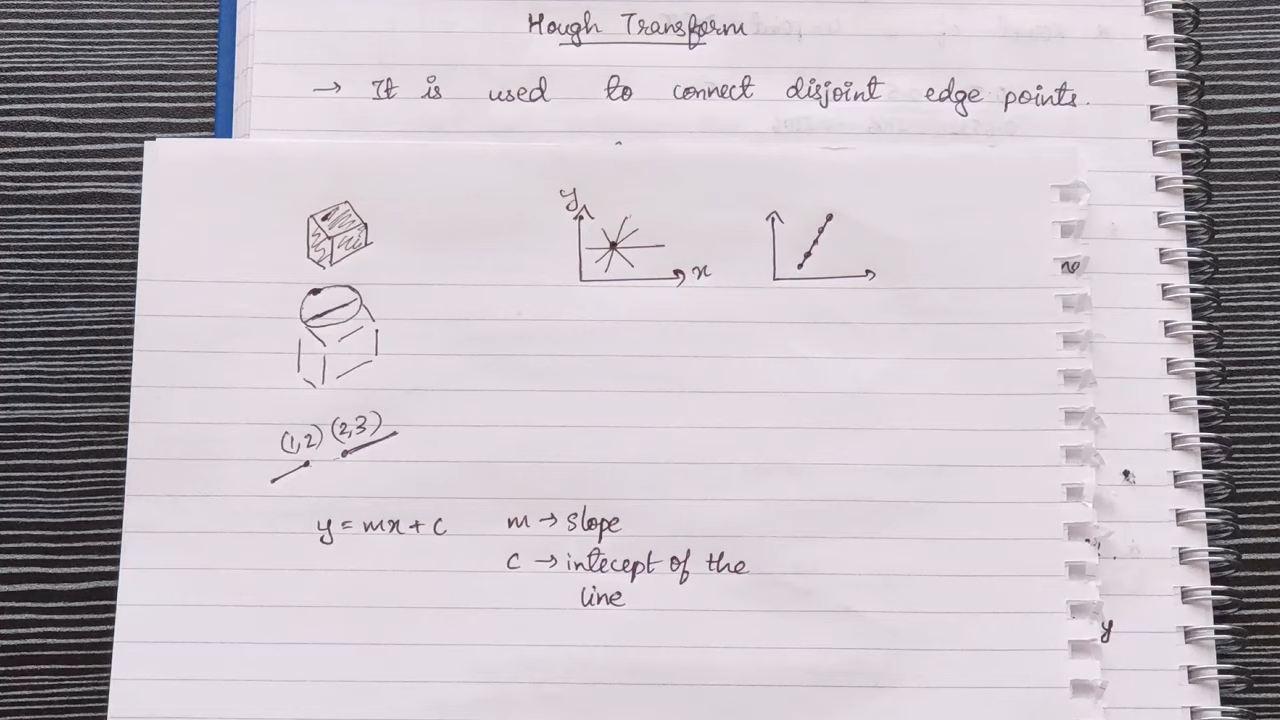 Hough Transform
→ It is used to connect disjoint edge points.
y
x
(1,2) (2,3)
y = mx + c
m → slope
c → intecept of the
line
y